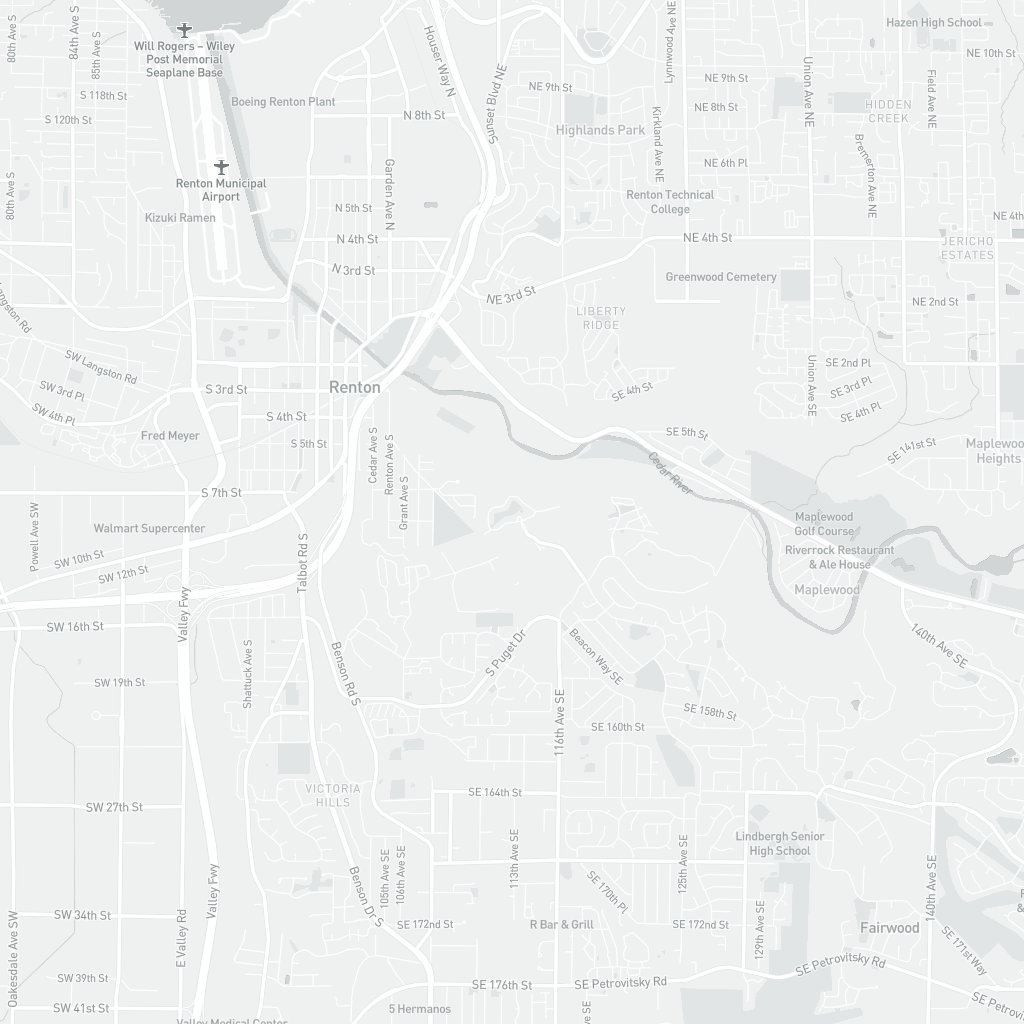 80th Ave S
84th Ave S
85th Ave S
Will Rogers – Wiley
Post Memorial
Seaplane Base
Houser Way N
Sunset Blvd NE
Lynnwood Ave NE
Hazen High School
NE 10th St
S 118th St
S 120th St
Boeing Renton Plant
N 8th St
NE 9th St
NE 9th St
NE 8th St
Union Ave NE
HIDDEN
CREEK
Field Ave NE
Highlands Park
Kirkland Ave NE
NE 6th Pl
Bremerton Ave NE
80th Ave S
Renton Municipal
Airport
Garden Ave N
Renton Technical
College
Kizuki Ramen
N 5th St
N 4th St
NE 4th St
NE 4th
JERICHO
ESTATES
N 3rd St
Greenwood Cemetery
NE 3rd St
NE 2nd St
Langston Rd
LIBERTY
RIDGE
SW Langston Rd
SW 3rd Pl
SW 4th Pl
S 3rd St
Renton
SE 4th St
Union Ave SE
SE 2nd Pl
SE 3rd Pl
SE 4th Pl
S 4th St
Fred Meyer
S 5th St
Cedar Ave S
Renton Ave S
Grant Ave S
SE 5th St
Cedar River
SE 141st St
Maplewood
Heights
S 7th St
Powell Ave SW
Walmart Supercenter
Maplewood
Golf Course
Riverrock Restaurant
& Ale House
Maplewood
SW 10th St
SW 12th St
Talbot Rd S
Valley Fwy
SW 16th St
140th Ave SE
Shattuck Ave S
Benson Rd S
S Puget Dr
Beacon Way SE
SW 19th St
116th Ave SE
SE 158th St
SE 160th St
VICTORIA
HILLS
SE 164th St
SW 27th St
Lindbergh Senior
High School
113th Ave SE
125th Ave SE
105th Ave SE
106th Ave SE
Benson Dr S
Valley Fwy
SE 170th Pl
140th Ave SE
SW 34th St
Oakesdale Ave SW
E Valley Rd
SE 172nd St
R Bar & Grill
SE 172nd St
129th Ave SE
Fairwood
SE 171st Way
R
&
SW 39th St
SE 176th St
SE Petrovitsky Rd
SE Petrovitsky Rd
SE Petrovitsky
SW 41st St
5 Hermanos
Valley Medical Center